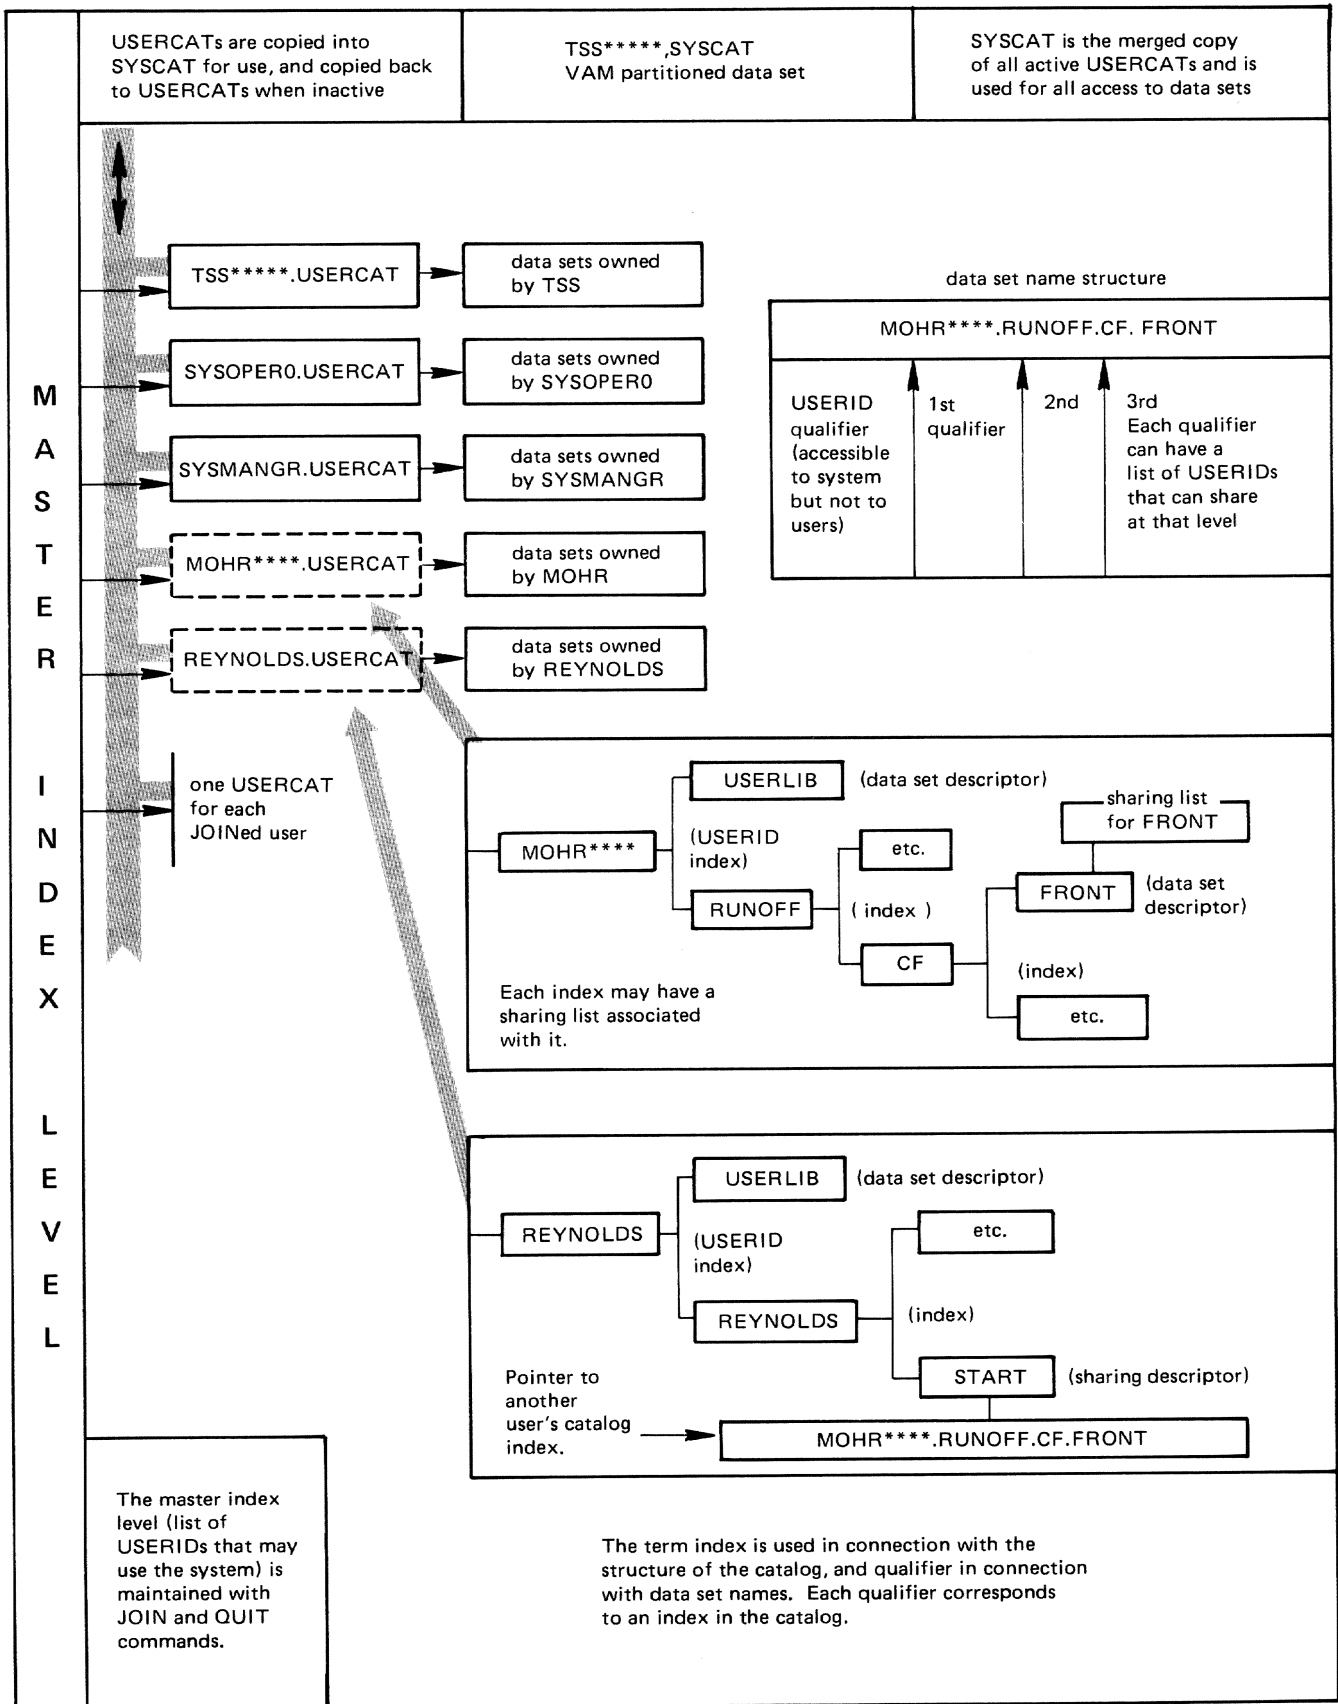 USERCATs are copied into
SYSCAT for use, and copied back
to USERCATs when inactive
TSS*****,SYSCAT
VAM partitioned data set
SYSCAT is the merged copy
of all active USERCATs and is
used for all access to data sets
MASTER INDEX LEVEL
TSS*****.USERCAT
data sets owned
by TSS
SYSOPER0.USERCAT
data sets owned
by SYSOPER0
SYSMANGR.USERCAT
data sets owned
by SYSMANGR
MOHR****.USERCAT
data sets owned
by MOHR
REYNOLDS.USERCAT
data sets owned
by REYNOLDS
one USERCAT
for each
JOINed user
data set name structure
MOHR****.RUNOFF.CF. FRONT
USERID
qualifier
(accessible
to system
but not to
users)
1st
qualifier
2nd
3rd
Each qualifier
can have a
list of USERIDs
that can share
at that level
USERLIB
(data set descriptor)
sharing list
for FRONT
MOHR****
(USERID
index)
etc.
RUNOFF
( index )
FRONT
(data set
descriptor)
CF
(index)
etc.
Each index may have a
sharing list associated
with it.
USERLIB
(data set descriptor)
REYNOLDS
(USERID
index)
etc.
REYNOLDS
(index)
START
(sharing descriptor)
Pointer to
another
user's catalog
index.
MOHR****.RUNOFF.CF.FRONT
The master index
level (list of
USERIDs that may
use the system) is
maintained with
JOIN and QUIT
commands.
The term index is used in connection with the
structure of the catalog, and qualifier in connection
with data set names. Each qualifier corresponds
to an index in the catalog.